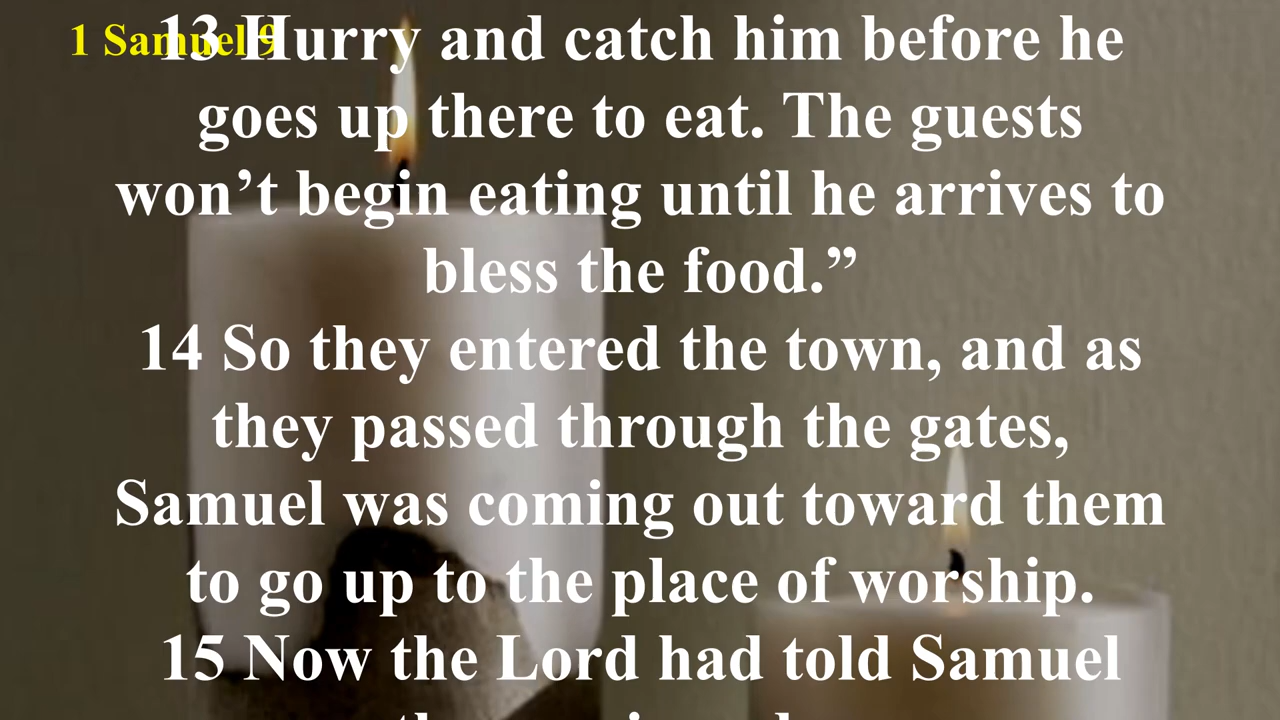 1 Samuel 9
13 Hurry and catch him before he
goes up there to eat. The guests
won’t begin eating until he arrives to
bless the food.”
14 So they entered the town, and as
they passed through the gates,
Samuel was coming out toward them
to go up to the place of worship.
15 Now the Lord had told Samuel